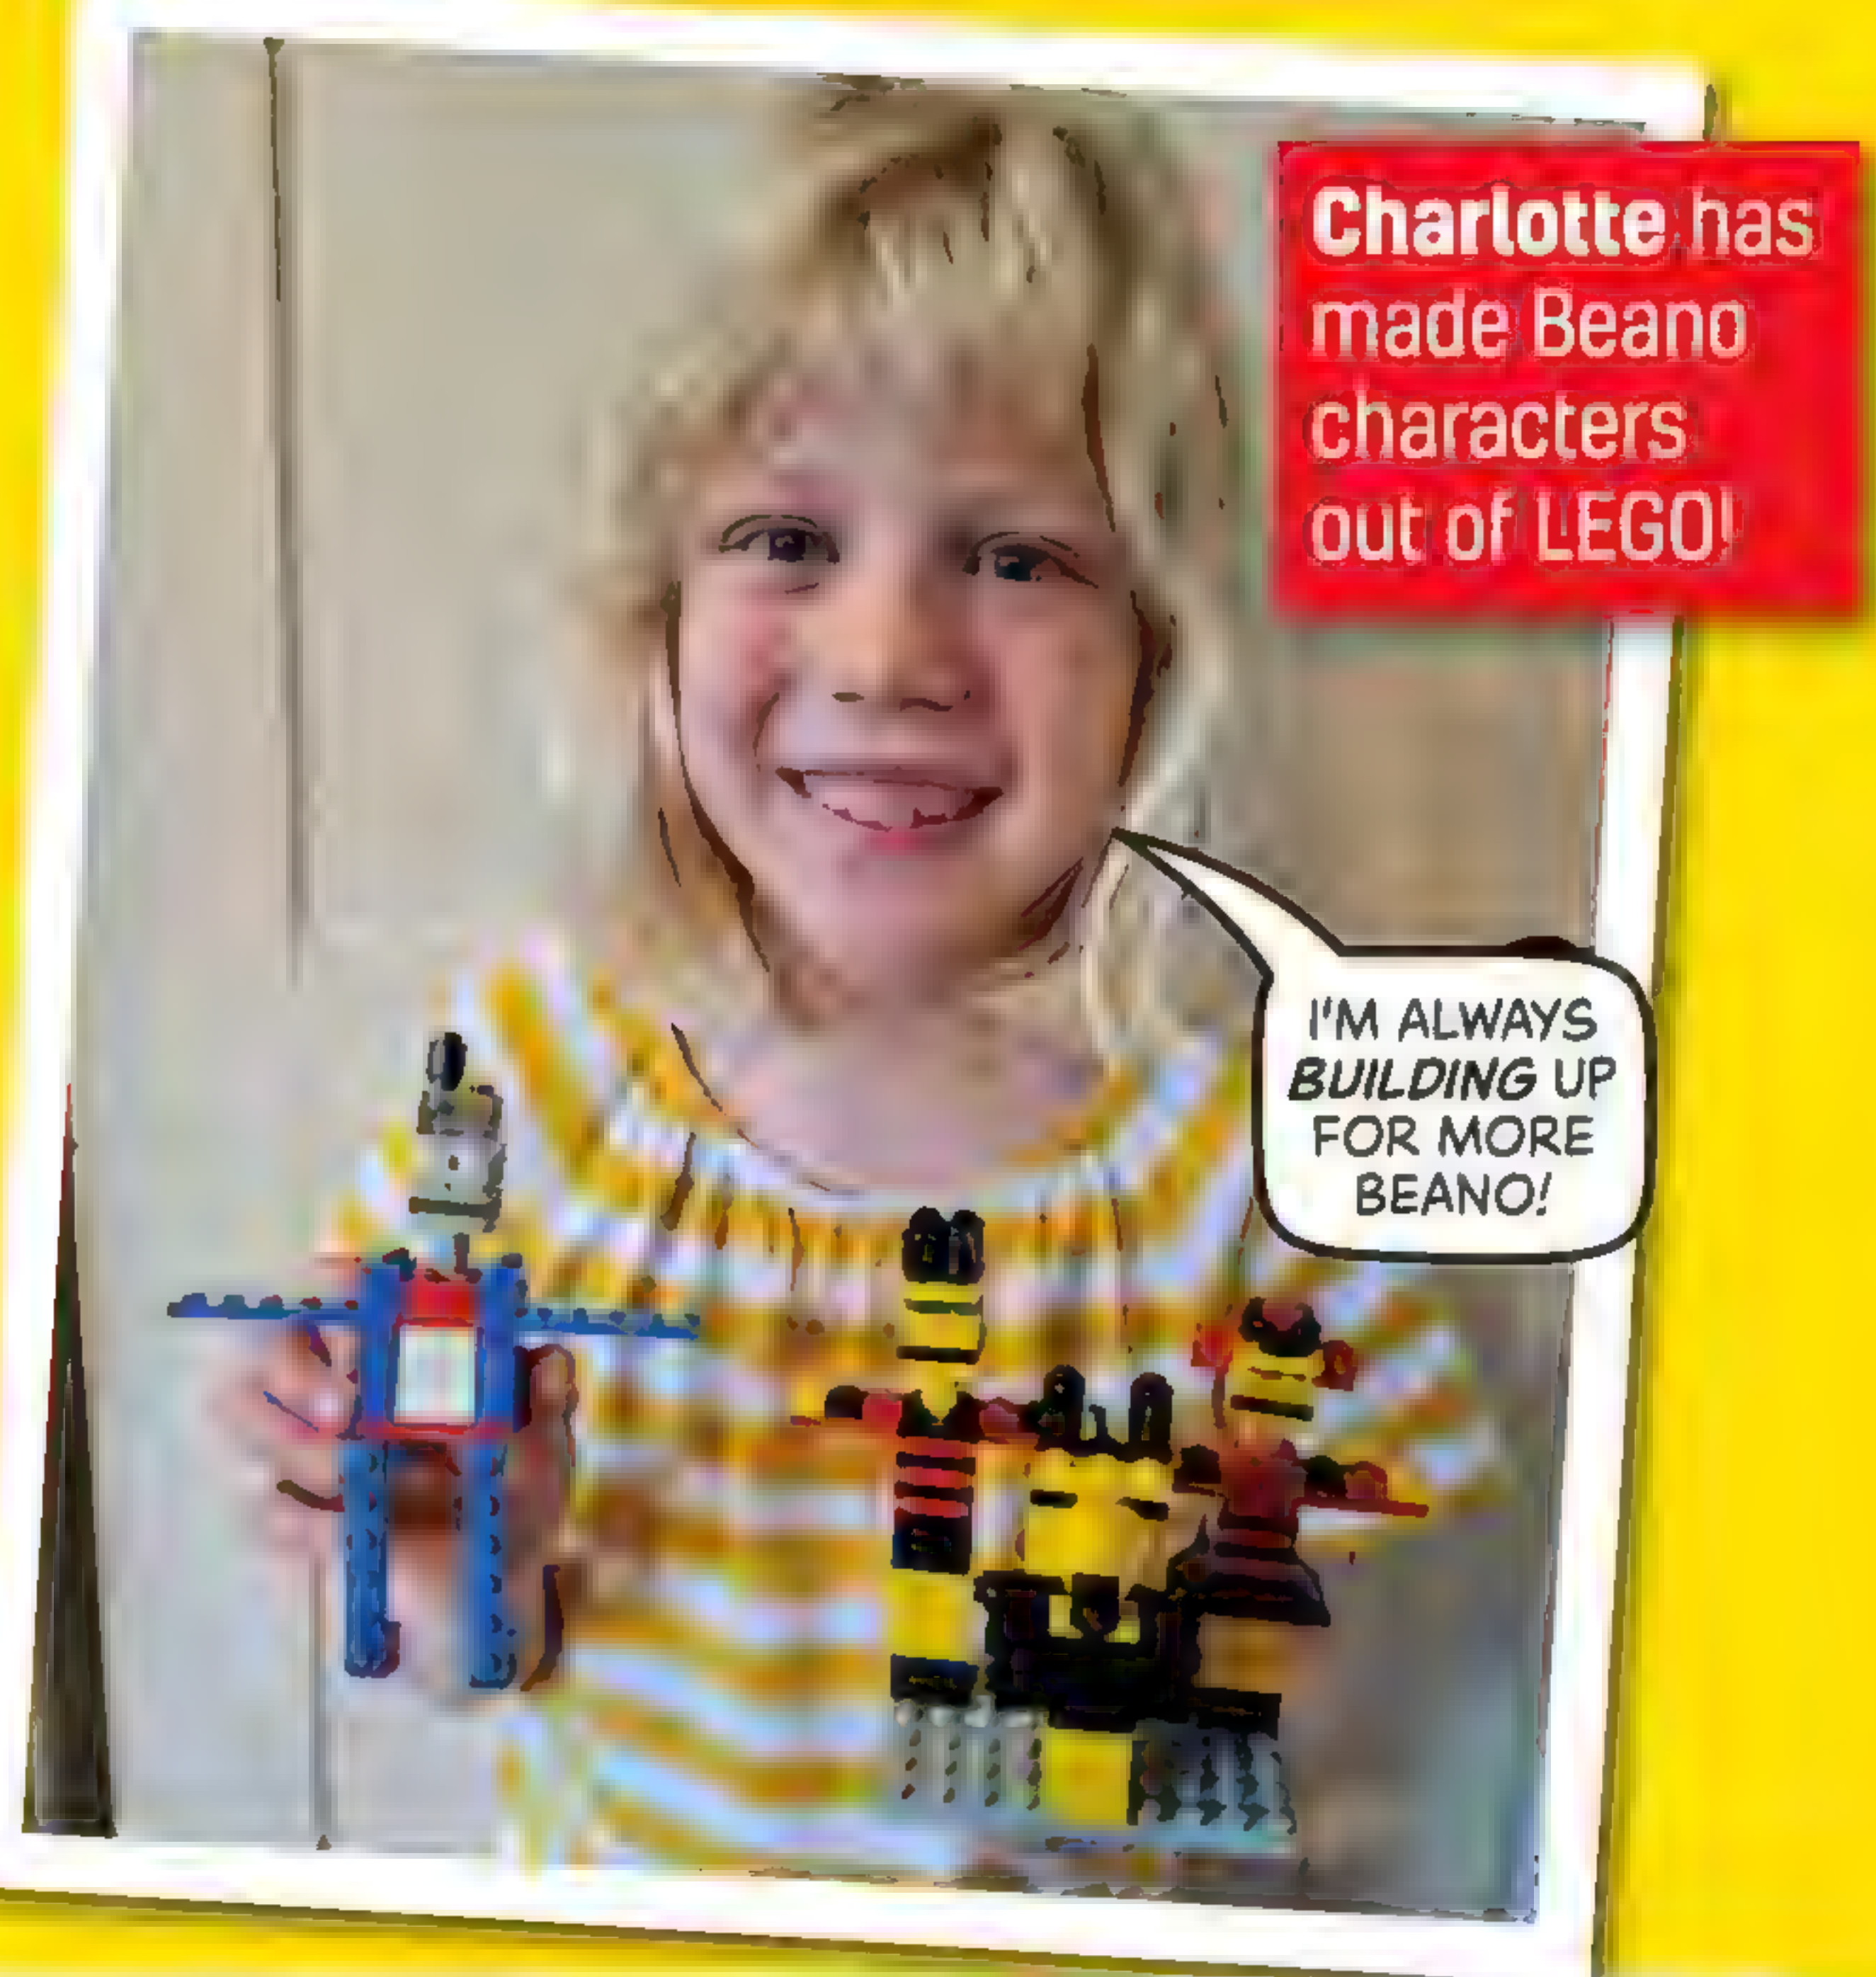 Charlotte has
made Beano
characters
out of LEGO!
I'M ALWAYS
BUILDING UP
FOR MORE
BEANO!